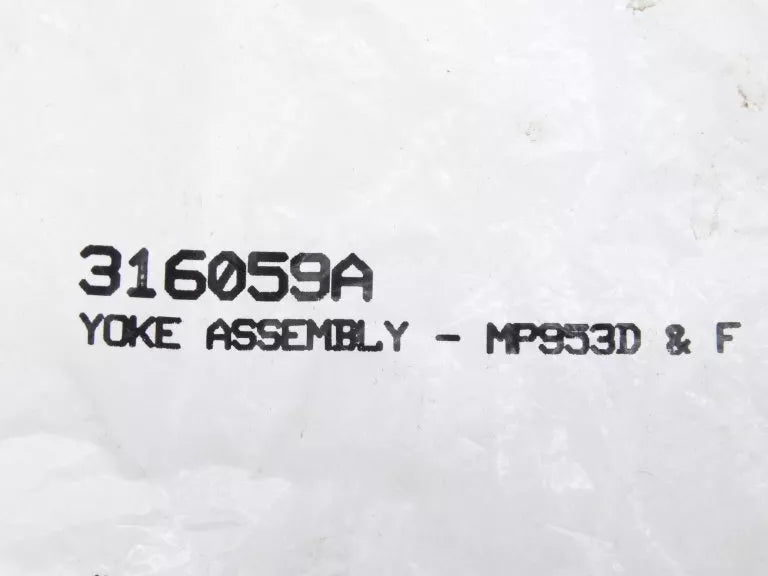 316059A
YOKE ASSEMBLY - MP953D & F